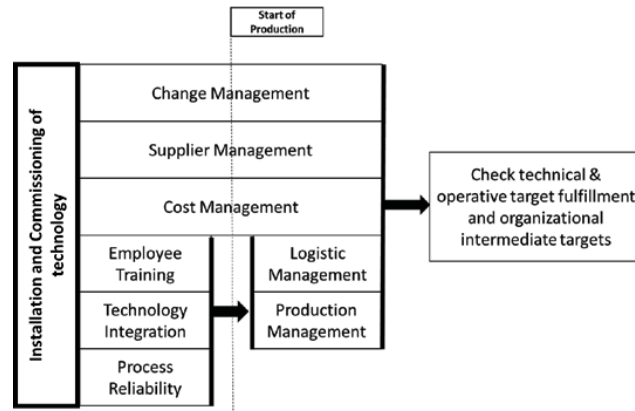 Start of
Production
Installation and Commissioning of
technology
Change Management
Supplier Management
Cost Management
Employee
Training
Technology
Integration
Process
Reliability
Logistic
Management
Production
Management
Check technical &
operative target fulfillment
and organizational
intermediate targets